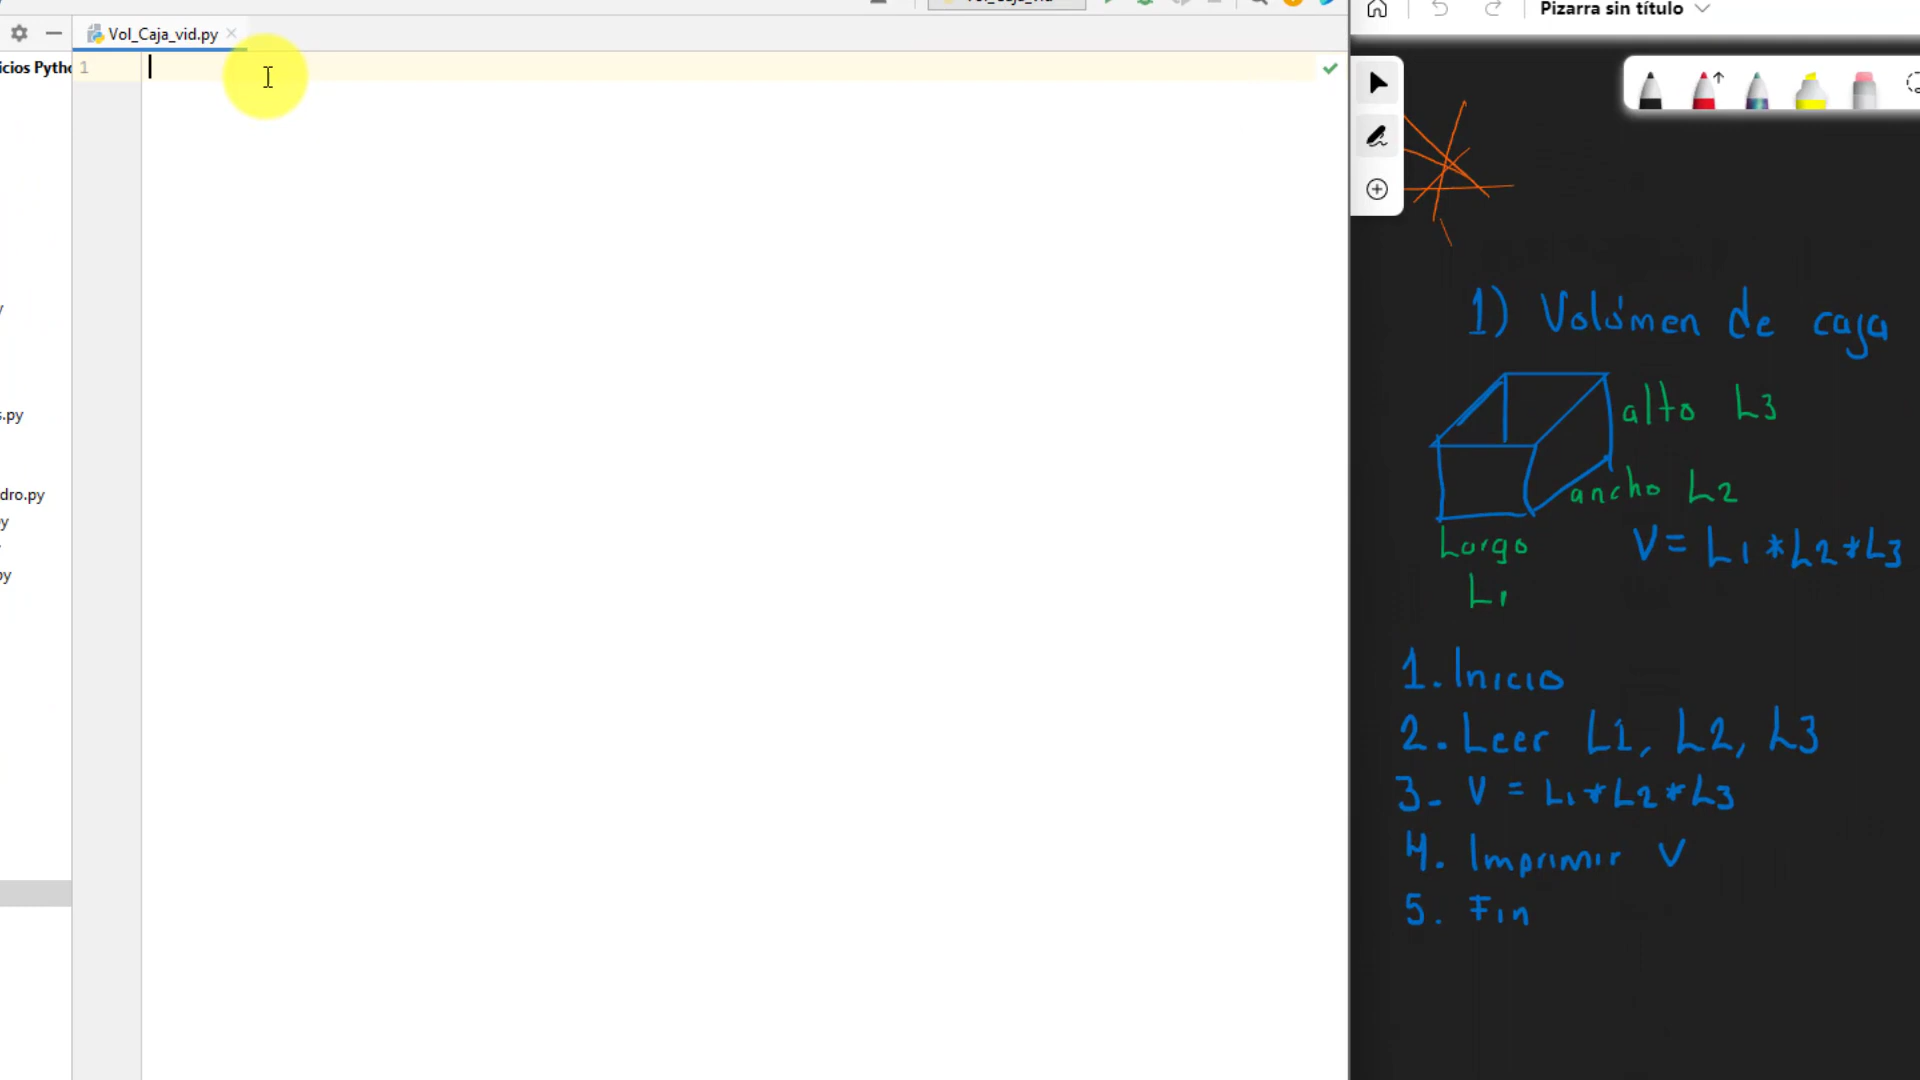 Vol_Caja_vid.py
icios Pytho
1
s.py
dro.py
Pizarra sin título
1) Volúmen de caja
alto L3
ancho L2
Largo
L1
V = L1 * L2 * L3
1. Inicio
2. Leer L1, L2, L3
3- V = L1 * L2 * L3
4. Imprimir V
5. Fin